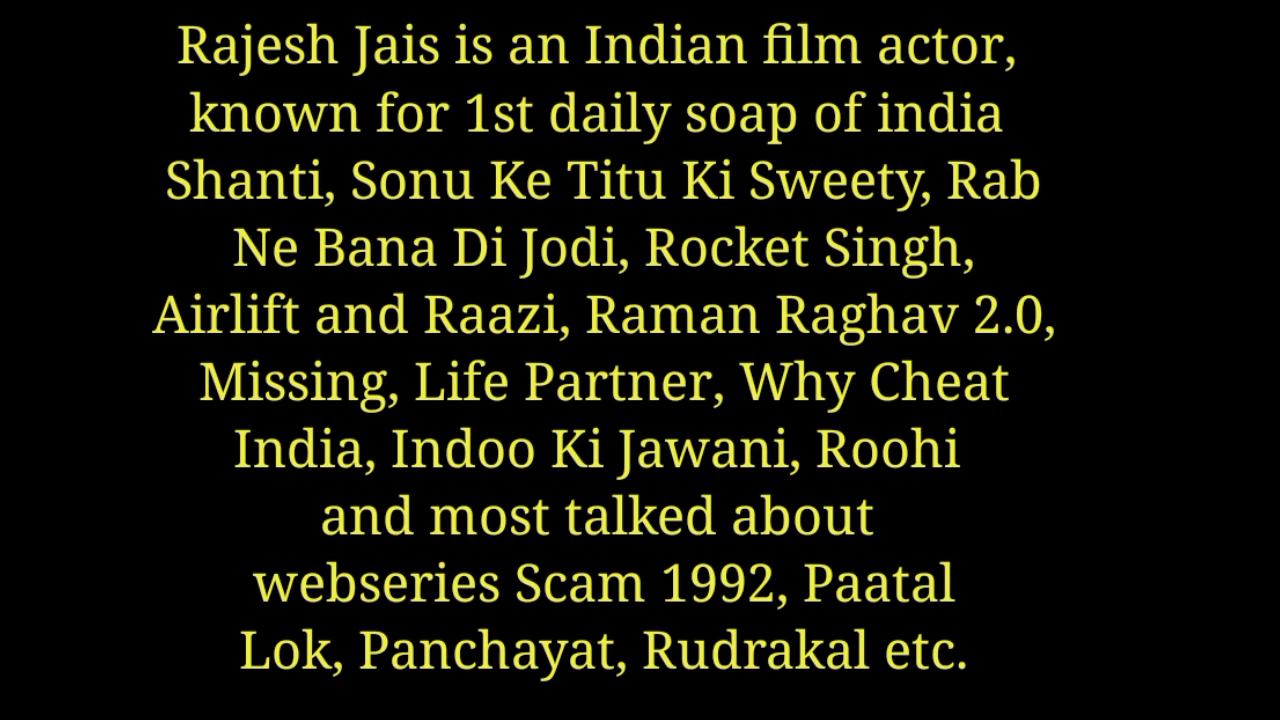 Rajesh Jais is an Indian film actor,
known for 1st daily soap of india
Shanti, Sonu Ke Titu Ki Sweety, Rab
Ne Bana Di Jodi, Rocket Singh,
Airlift and Raazi, Raman Raghav 2.0,
Missing, Life Partner, Why Cheat
India, Indoo Ki Jawani, Roohi
and most talked about
webseries Scam 1992, Paatal
Lok, Panchayat, Rudrakal etc.